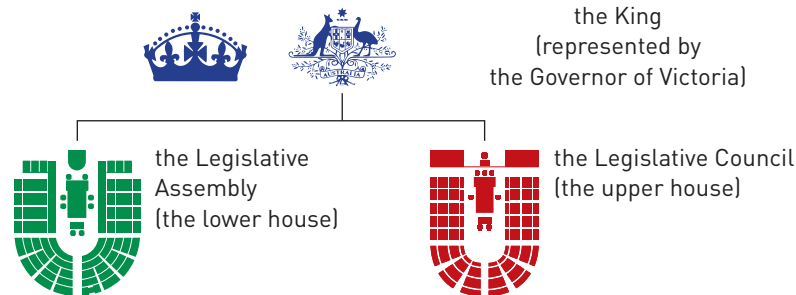 the King
(represented by
the Governor of Victoria)
AUSTRALIA
the Legislative
Assembly
(the lower house)
the Legislative Council
(the upper house)